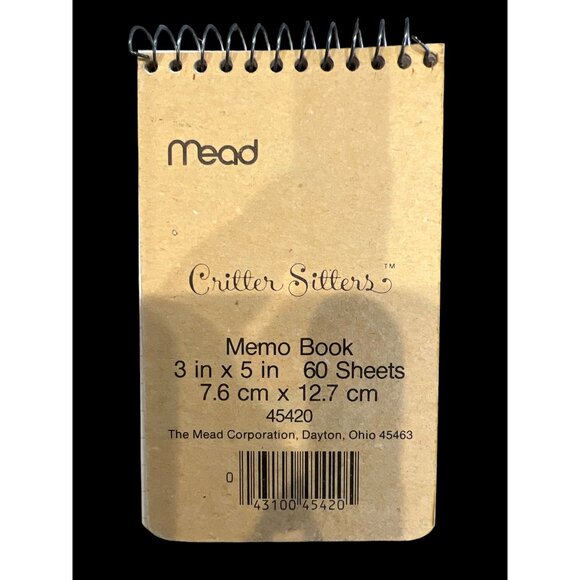 Mead
Critter Sitters™
Memo Book
3 in x 5 in 60 Sheets
7.6 cm x 12.7 cm
45420
The Mead Corporation, Dayton, Ohio 45463
0
43100 45420